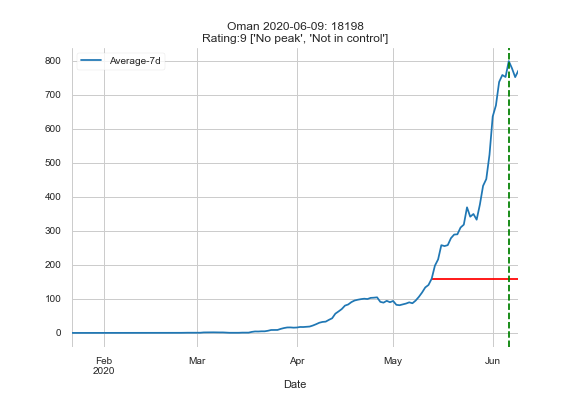 Oman 2020-06-09: 18198
Rating:9 ['No peak', 'Not in control']
Average-7d
800
700
600
500
400
300
200
100
0
Feb
2020
Mar
Apr
May
Jun
Date